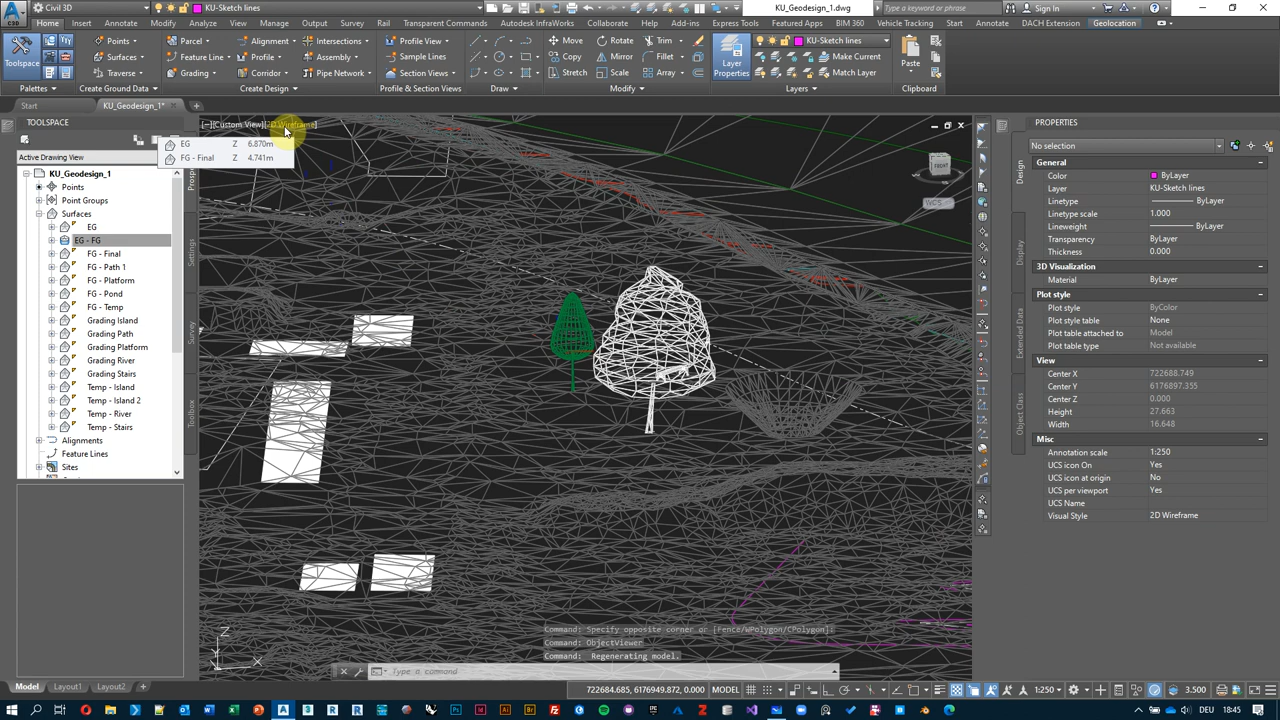 Civil 3D
KU-Sketch lines
KU_Geodesign_1.dwg
Type a keyword or phrase
Sign In
Home Insert Annotate Modify Analyze View Manage Output Survey Rail Transparent Commands Autodesk InfraWorks Collaborate Help Add-ins Express Tools Featured Apps BIM 360 Vehicle Tracking Start Annotate DACH Extension Geolocation
Toolspace
Points
Surfaces
Traverse
Parcel
Feature Line
Grading
Alignment
Profile
Corridor
Intersections
Assembly
Pipe Network
Profile View
Sample Lines
Section Views
Move Rotate Trim
Copy Mirror Fillet
Stretch Scale Array
Layer Properties
KU-Sketch lines
Make Current
Match Layer
Paste
Palettes Create Ground Data Create Design Profile & Section Views Draw Modify Layers Clipboard
Start KU_Geodesign_1*
TOOLSPACE
Active Drawing View
KU_Geodesign_1
Points
Point Groups
Surfaces
EG
EG - FG
FG - Final
FG - Path 1
FG - Platform
FG - Pond
FG - Temp
Grading Island
Grading Path
Grading Platform
Grading River
Grading Stairs
Temp - Island
Temp - Island 2
Temp - River
Temp - Stairs
Alignments
Feature Lines
Sites
Settings
Survey
Toolbox
[−][Custom View][2D Wireframe]
EG Z 6.870m
FG - Final Z 4.741m
FRONT
WCS
Z
Y
X
Command: Specify opposite corner or [Fence/WPolygon/CPolygon]:
Command: ObjectViewer
Command: Regenerating model.
Type a command
PROPERTIES
No selection
Design
Display
Extended Data
Object Class
General
Color ByLayer
Layer KU-Sketch lines
Linetype ByLayer
Linetype scale 1.000
Lineweight ByLayer
Transparency ByLayer
Thickness 0.000
3D Visualization
Material ByLayer
Plot style
Plot style ByColor
Plot style table None
Plot table attached to Model
Plot table type Not available
View
Center X 722688.749
Center Y 6176897.355
Center Z 0.000
Height 27.663
Width 16.648
Misc
Annotation scale 1:250
UCS icon On Yes
UCS icon at origin No
UCS per viewport Yes
UCS Name
Visual Style 2D Wireframe
Model Layout1 Layout2
722684.685, 6176949.872, 0.000 MODEL
1:250
3.500
DEU 18:45